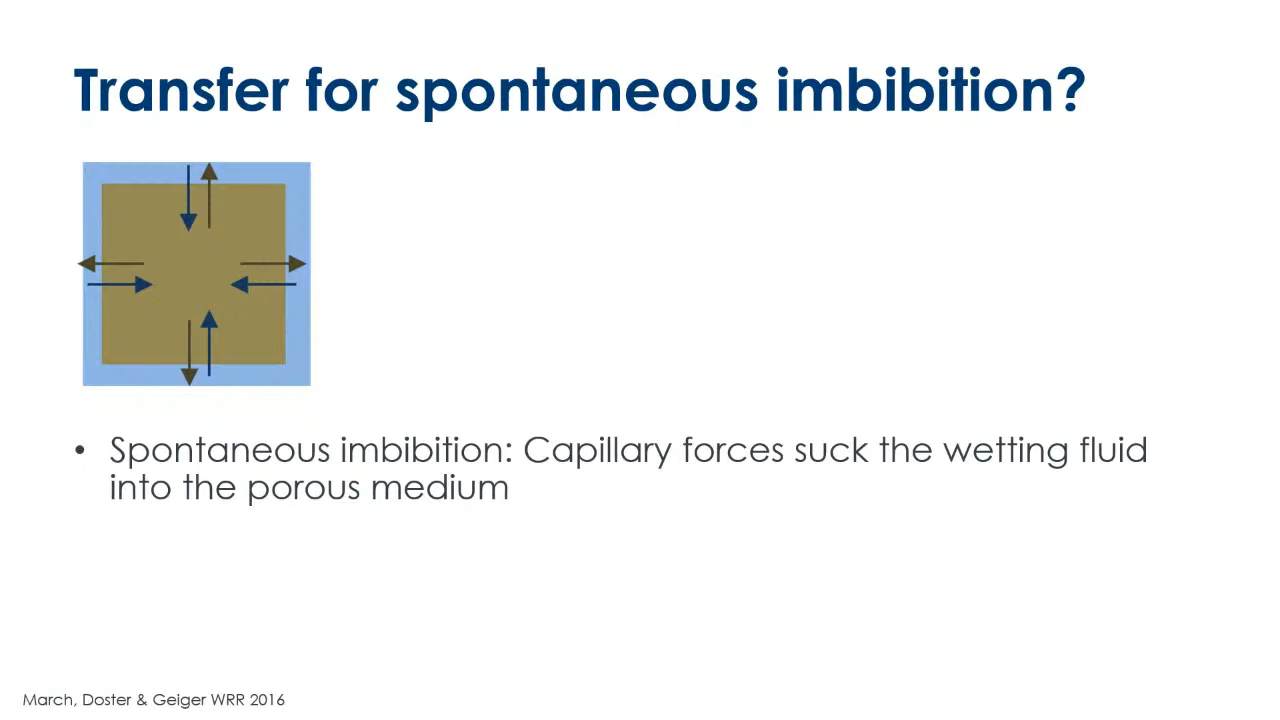 Transfer for spontaneous imbibition?
• Spontaneous imbibition: Capillary forces suck the wetting fluid
into the porous medium
March, Doster & Geiger WRR 2016